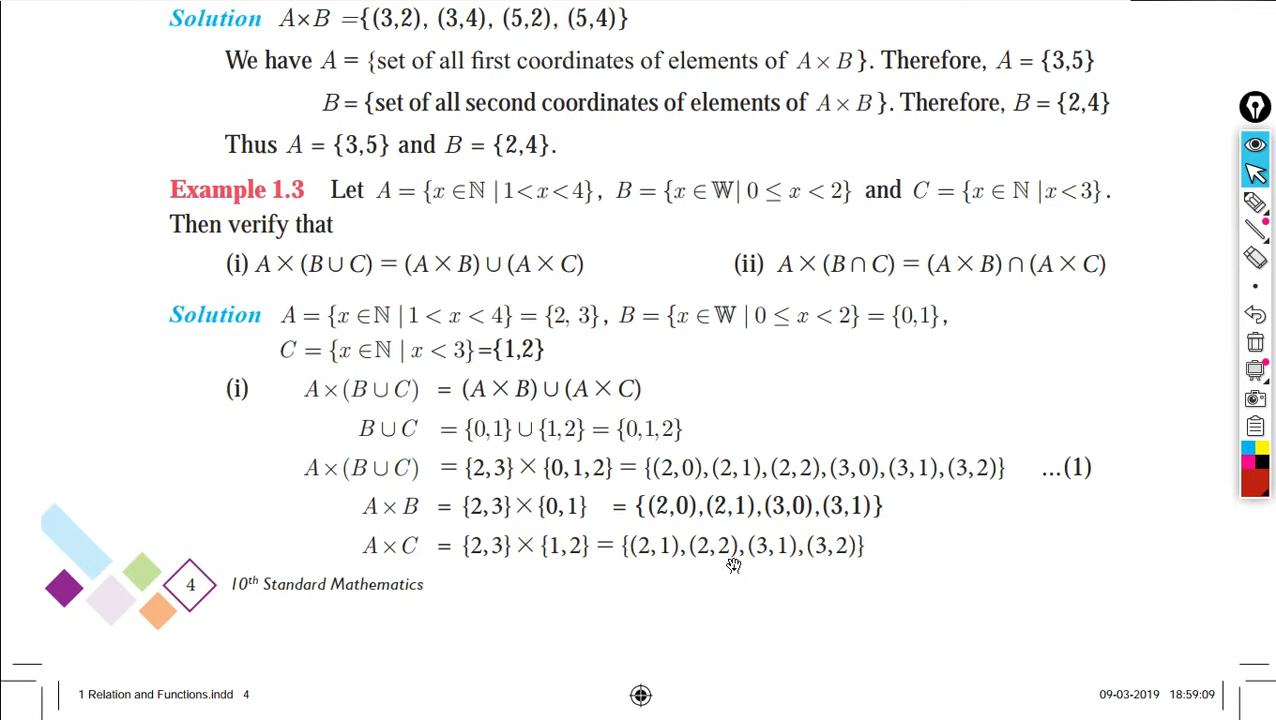 Solution A×B ={(3,2), (3,4), (5,2), (5,4)}
We have A = {set of all first coordinates of elements of A×B}. Therefore, A = {3,5}
B = {set of all second coordinates of elements of A×B}. Therefore, B = {2,4}
Thus A = {3,5} and B = {2,4}.
Example 1.3 Let A = {x ∈ℕ | 1<x<4}, B = {x ∈𝕎| 0 ≤ x < 2} and C = {x ∈ ℕ |x<3}.
Then verify that
(i) A×(B∪C) = (A×B)∪(A×C) (ii) A×(B∩C) = (A×B)∩(A×C)
Solution A = {x ∈ℕ | 1 < x < 4} = {2, 3}, B = {x ∈𝕎 | 0 ≤ x < 2} = {0,1},
C = {x ∈ℕ | x < 3}={1,2}
(i) A×(B∪C) = (A×B)∪(A×C)
B∪C = {0,1} ∪ {1,2} = {0,1,2}
A×(B∪C) = {2,3}×{0,1,2} = {(2,0),(2,1),(2,2),(3,0),(3,1),(3,2)} ...(1)
A×B = {2,3}×{0,1} = {(2,0),(2,1),(3,0),(3,1)}
A×C = {2,3}×{1,2} = {(2,1),(2,2),(3,1),(3,2)}
4 10th Standard Mathematics
1 Relation and Functions.indd 4 09-03-2019 18:59:09